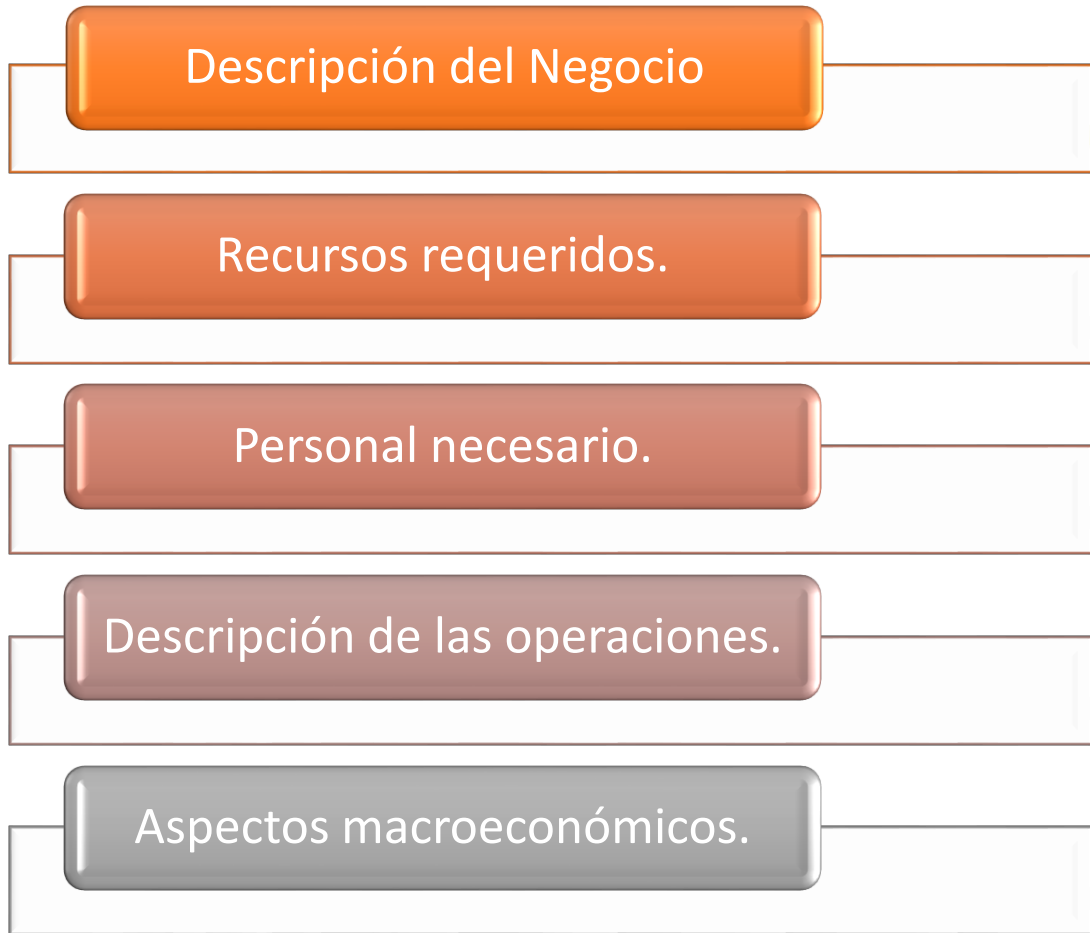 Descripción del Negocio
Recursos requeridos.
Personal necesario.
Descripción de las operaciones.
Aspectos macroeconómicos.